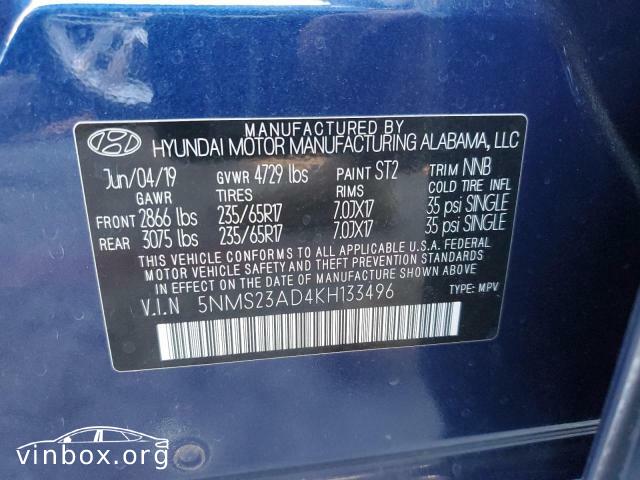 MANUFACTURED BY
HYUNDAI MOTOR MANUFACTURING ALABAMA, LLC
Jun/04/19 GVWR 4729 lbs PAINT ST2 TRIM NNB
GAWR TIRES RIMS COLD TIRE INFL
FRONT 2866 lbs 235/65R17 7.0JX17 35 psi SINGLE
REAR 3075 lbs 235/65R17 7.0JX17 35 psi SINGLE
THIS VEHICLE CONFORMS TO ALL APPLICABLE U.S.A. FEDERAL
MOTOR VEHICLE SAFETY AND THEFT PREVENTION STANDARDS
IN EFFECT ON THE DATE OF MANUFACTURE SHOWN ABOVE.
V.I.N 5NMS23AD4KH133496 TYPE: MPV
vinbox.org